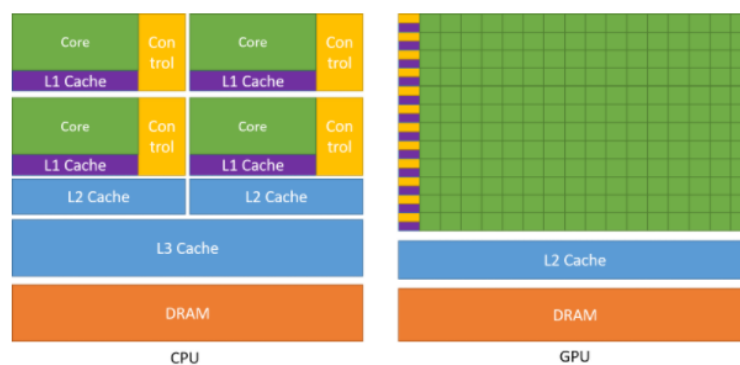 Core
Con
trol
Core
Con
trol
L1 Cache
L1 Cache
Core
Con
trol
Core
Con
trol
L1 Cache
L1 Cache
L2 Cache
L2 Cache
L3 Cache
DRAM
CPU
L2 Cache
DRAM
GPU